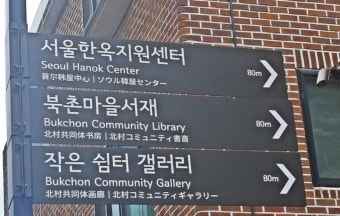 서울한옥지원센터
Seoul Hanok Center
首尔韩屋中心 | ソウル韓屋センター
80m
북촌마을서재
Bukchon Community Library
北村共同体书房 | 北村コミュニティ書斎
80m
작은 쉼터 갤러리
Bukchon Community Gallery
北村共同体画廊 | 北村コミュニティギャラリー
80m